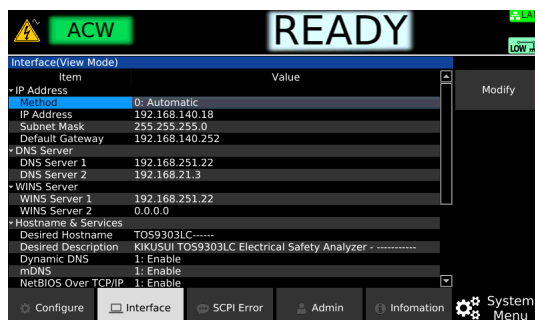 ACW
READY
LAN
LOW
Interface(View Mode)
Item Value
IP Address
Method 0: Automatic
IP Address 192.168.140.18
Subnet Mask 255.255.255.0
Default Gateway 192.168.140.252
DNS Server
DNS Server 1 192.168.251.22
DNS Server 2 192.168.21.3
WINS Server
WINS Server 1 192.168.251.22
WINS Server 2 0.0.0.0
Hostname & Services
Desired Hostname TOS9303LC------
Desired Description KIKUSUI TOS9303LC Electrical Safety Analyzer - -----------
Dynamic DNS 1: Enable
mDNS 1: Enable
NetBIOS Over TCP/IP 1: Enable
Modify
Configure Interface SCPI Error Admin Infomation
System
Menu